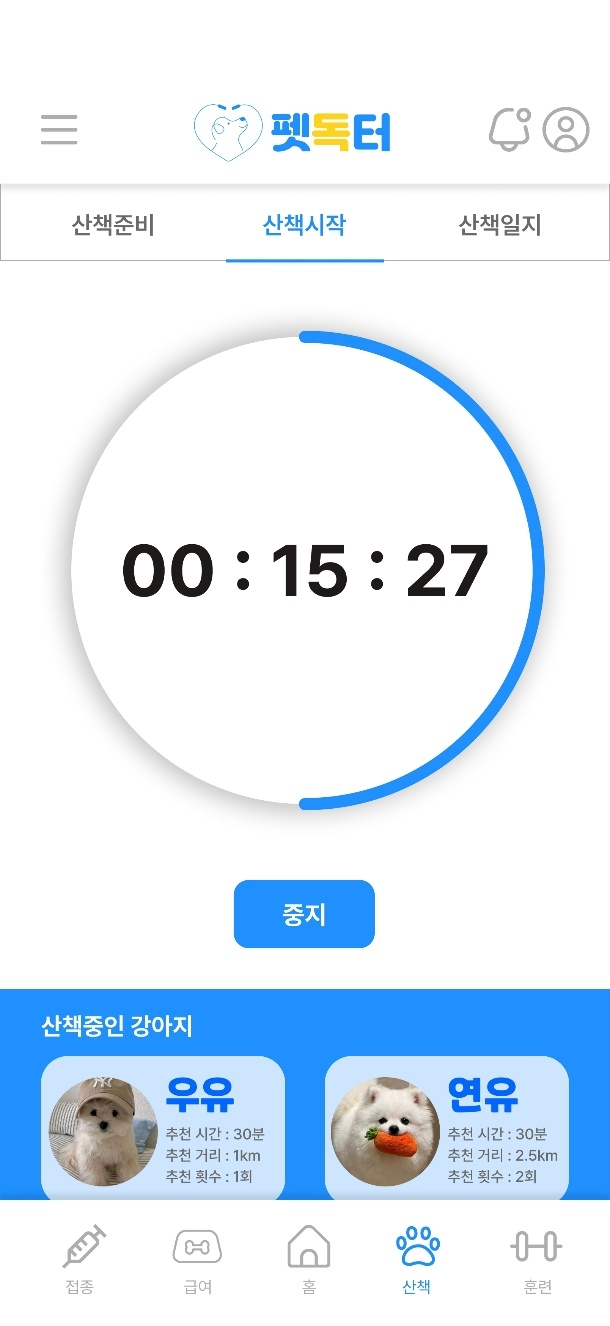 펫독터
산책준비 산책시작 산책일지
00 : 15 : 27
중지
산책중인 강아지
우유
추천 시간 : 30분
추천 거리 : 1km
추천 횟수 : 1회
연유
추천 시간 : 30분
추천 거리 : 2.5km
추천 횟수 : 2회
접종 급여 홈 산책 훈련